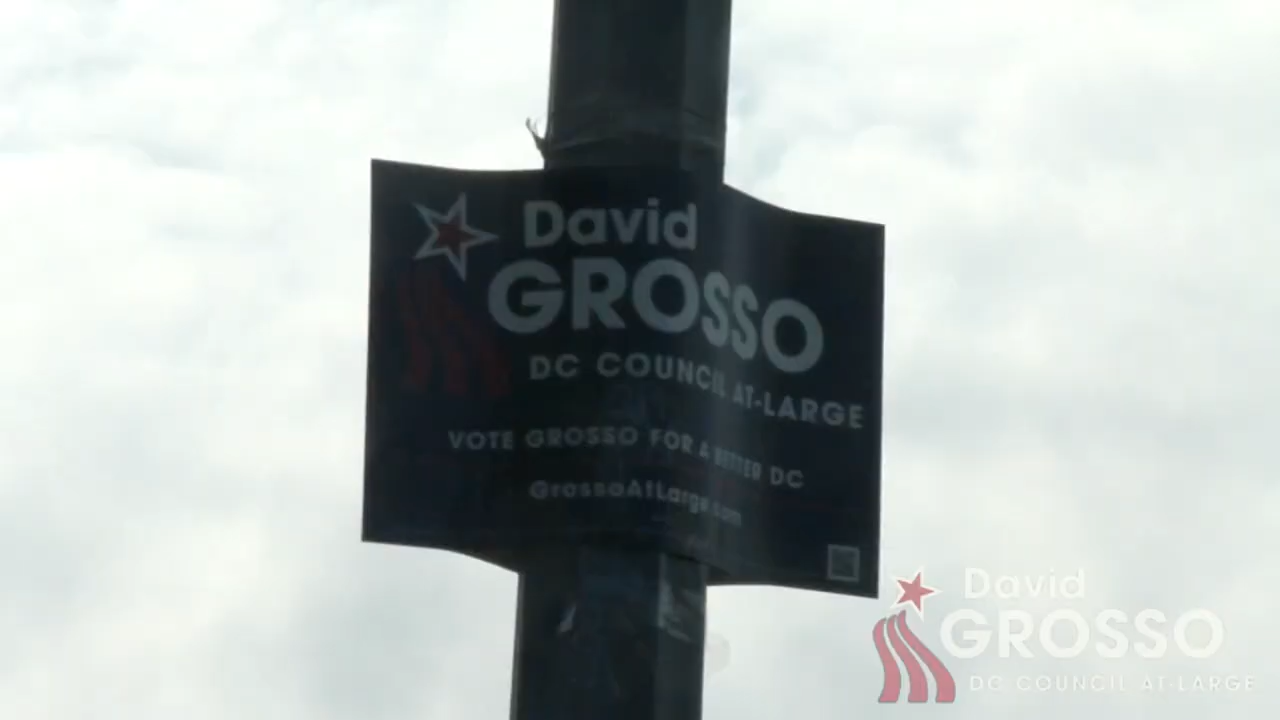 David
GROSSO
DC COUNCIL AT-LARGE
VOTE GROSSO FOR A BETTER DC
GrossoAtLarge.com
David
GROSSO
DC COUNCIL AT-LARGE